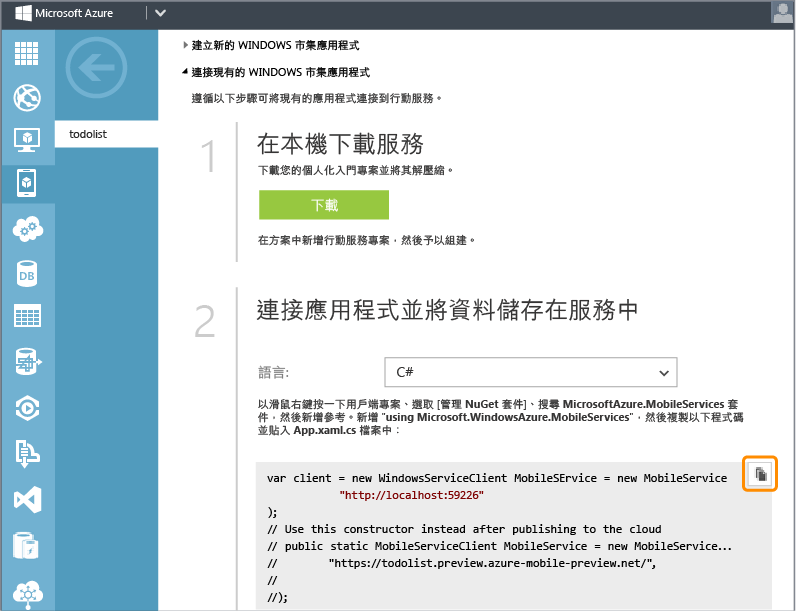 Microsoft Azure
建立新的 WINDOWS 市集應用程式
連接現有的 WINDOWS 市集應用程式
遵循以下步驟可將現有的應用程式連接到行動服務。
todolist
1
在本機下載服務
下載您的個人化入門專案並將其解壓縮。
下載
在方案中新增行動服務專案，然後予以組建。
2
連接應用程式並將資料儲存在服務中
語言:
C#
以滑鼠右鍵按一下用戶端專案、選取 [管理 NuGet 套件]、搜尋 MicrosoftAzure.MobileServices 套
件，然後新增參考。新增 "using Microsoft.WindowsAzure.MobileServices"，然後複製以下程式碼
並貼入 App.xaml.cs 檔案中：
var client = new WindowsServiceClient MobileSErvice = new MobileService
"http://localhost:59226"
);
// Use this constructor instead after publishing to the cloud
// public static MobileServiceClient MobileService = new MobileService...
// "https://todolist.preview.azure-mobile-preview.net/",
//
//);
DB